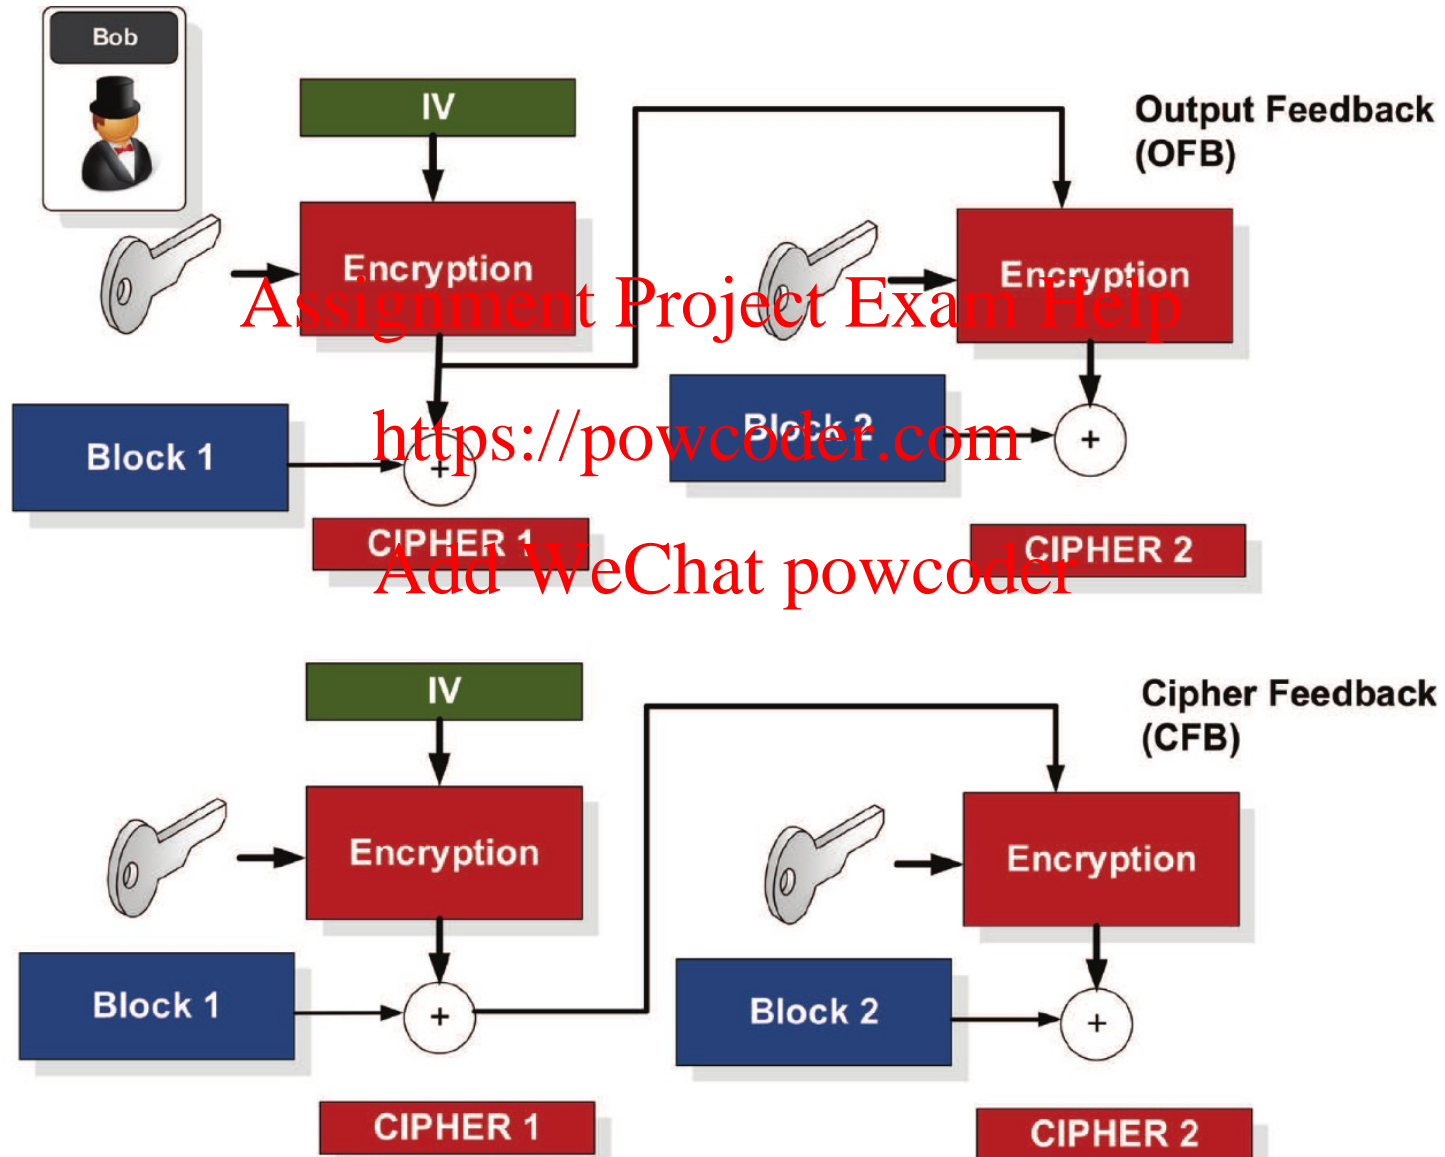 Bob
IV
Output Feedback
(OFB)
Encryption
Encryption
Assignment Project Exam Help
Block 1
Block 2
https://powcoder.com
+
+
CIPHER 1
CIPHER 2
Add WeChat powcoder
IV
Cipher Feedback
(CFB)
Encryption
Encryption
Block 1
+
Block 2
+
CIPHER 1
CIPHER 2